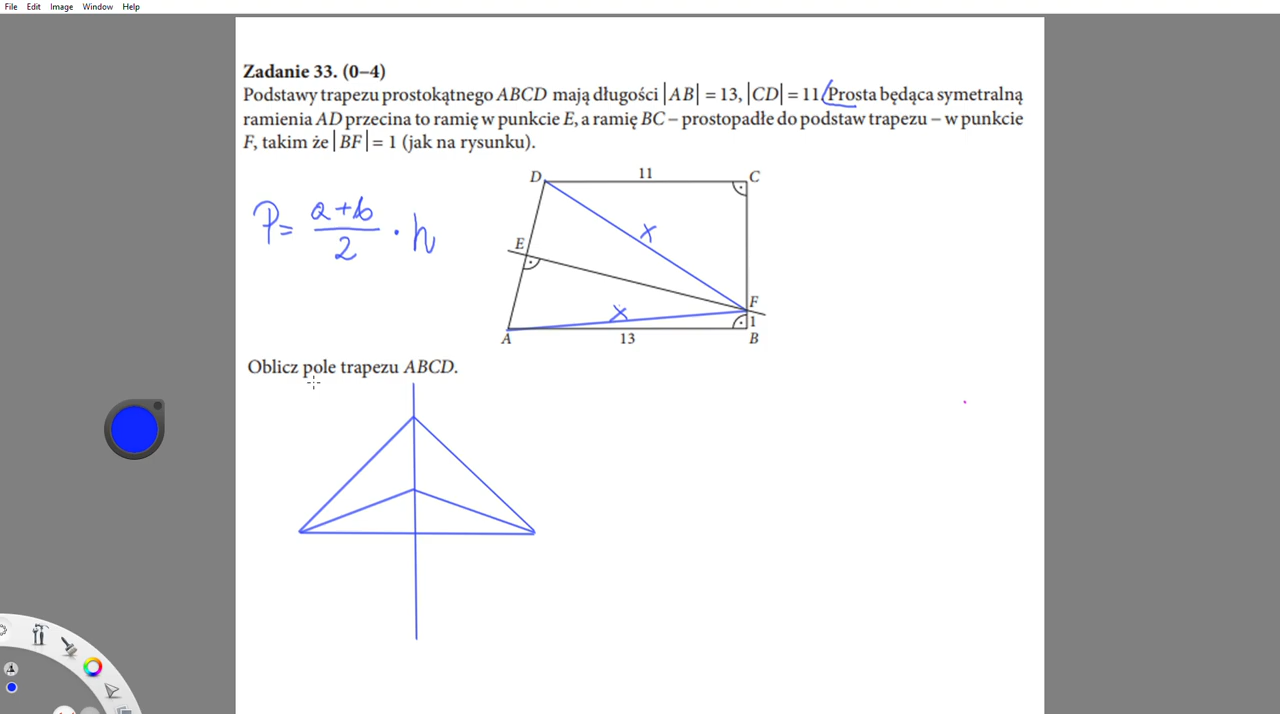 File Edit Image Window Help
Zadanie 33. (0–4)
Podstawy trapezu prostokątnego ABCD mają długości |AB| = 13, |CD| = 11. Prosta będąca symetralną
ramienia AD przecina to ramię w punkcie E, a ramię BC – prostopadłe do podstaw trapezu – w punkcie
F, takim że |BF| = 1 (jak na rysunku).
D 11 C
P = a+b/2 · h
x
E
F
x
1
A 13 B
Oblicz pole trapezu ABCD.